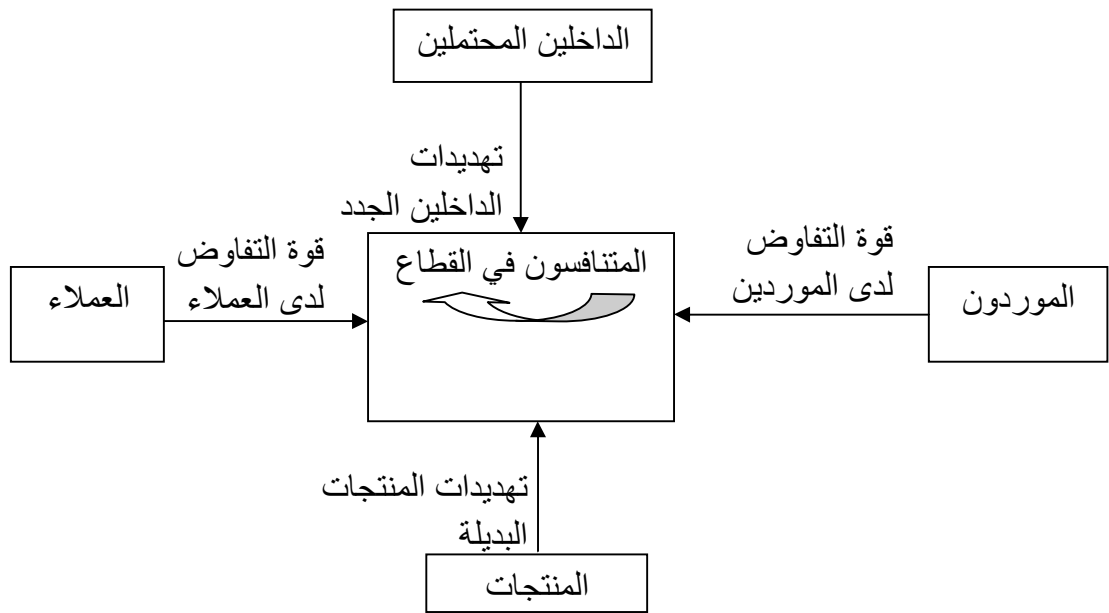 الداخلين المحتملين
تهديدات
الداخلين الجدد
المتنافسون في القطاع
قوة التفاوض
لدى الموردين
الموردون
قوة التفاوض
لدى العملاء
العملاء
تهديدات المنتجات
البديلة
المنتجات